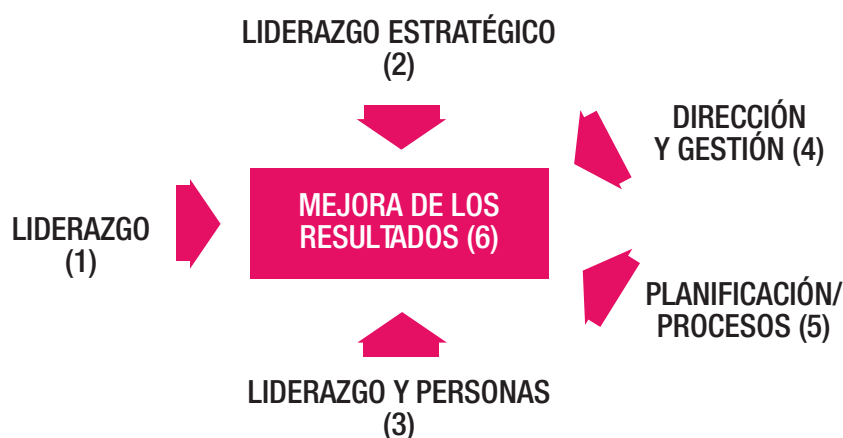 LIDERAZGO ESTRATÉGICO
(2)
DIRECCIÓN
Y GESTIÓN (4)
LIDERAZGO
(1)
MEJORA DE LOS
RESULTADOS (6)
PLANIFICACIÓN/
PROCESOS (5)
LIDERAZGO Y PERSONAS
(3)